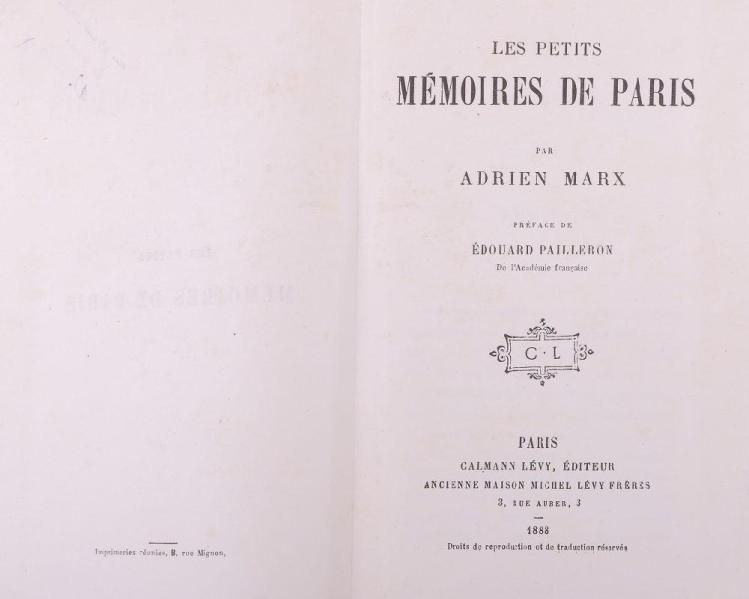 Imprimeries réunies, B, rue Mignon,
LES PETITS
MÉMOIRES DE PARIS
PAR
ADRIEN MARX
PRÉFACE DE
ÉDOUARD PAILLERON
De l'Académie française
C · L
PARIS
CALMANN LÉVY, ÉDITEUR
ANCIENNE MAISON MICHEL LÉVY FRÈRES
3, RUE AUBER, 3
1888
Droits de reproduction et de traduction réservés